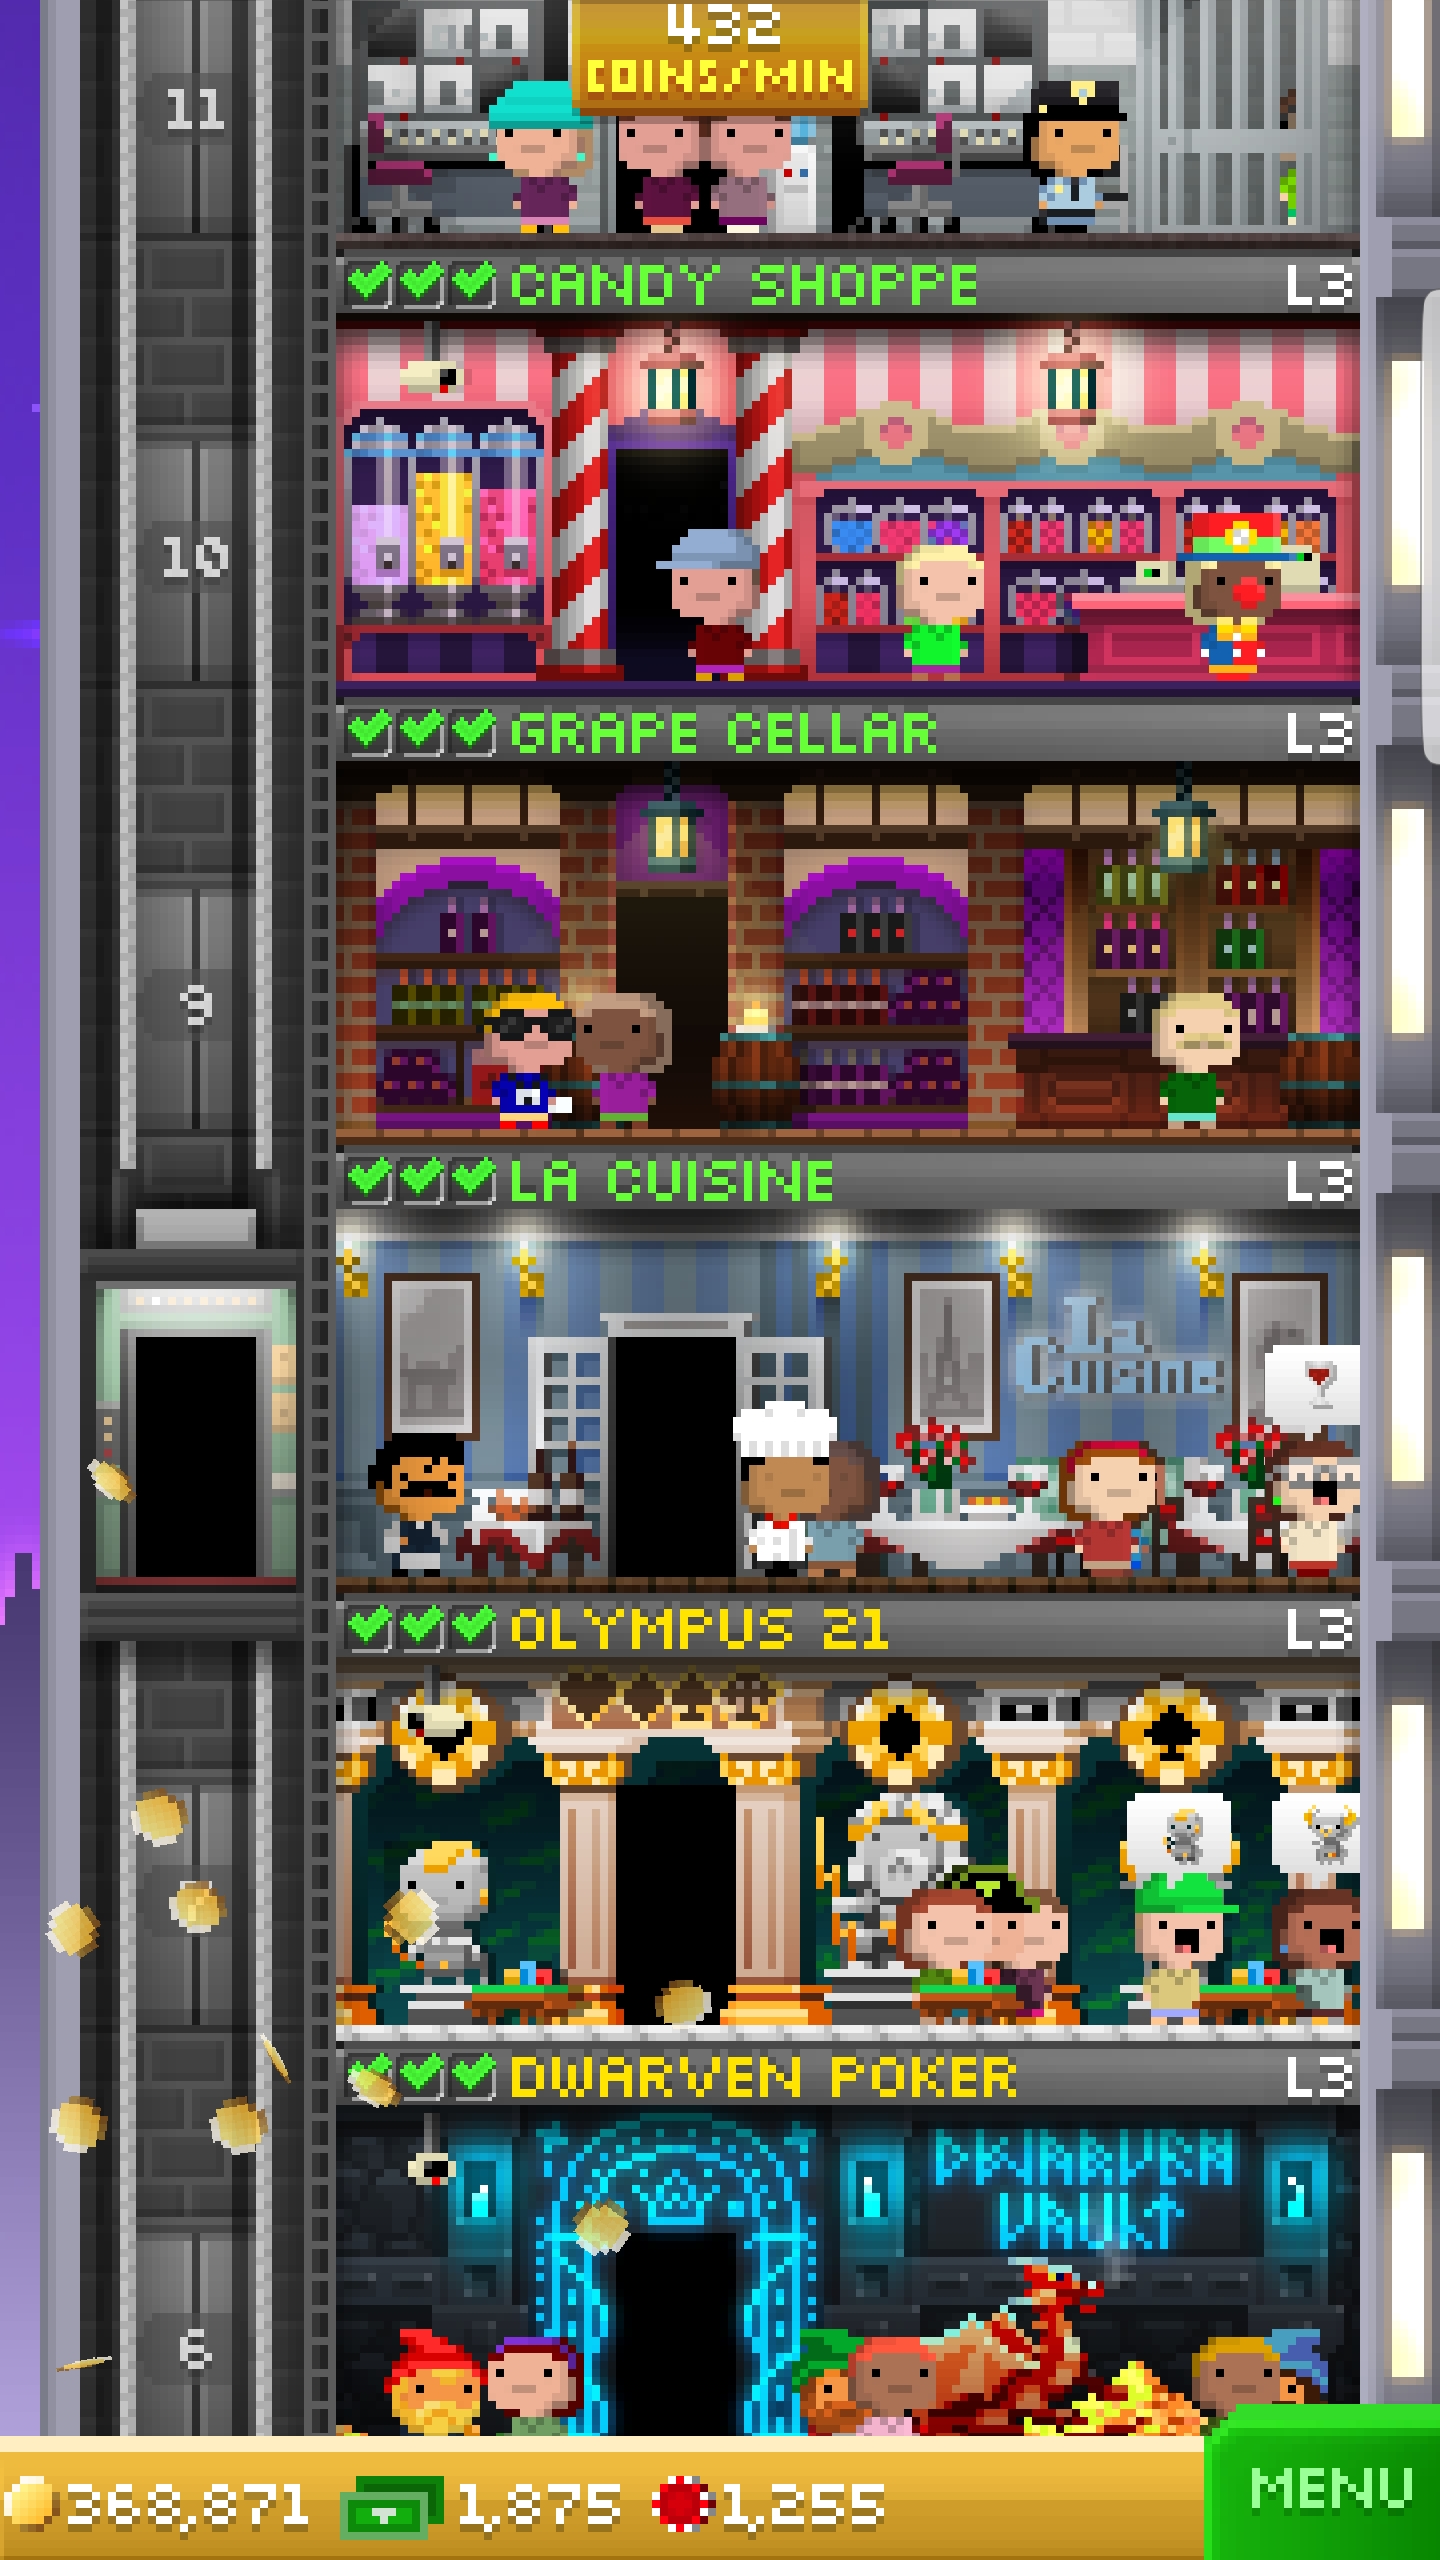 432
COINS/MIN
11
CANDY SHOPPE L3
10
GRAPE CELLAR L3
9
LA CUISINE L3
La Cuisine
OLYMPUS 21 L3
DWARVEN POKER L3
DWARVEN
VAULT
6
368,871 1,875 1,255
MENU